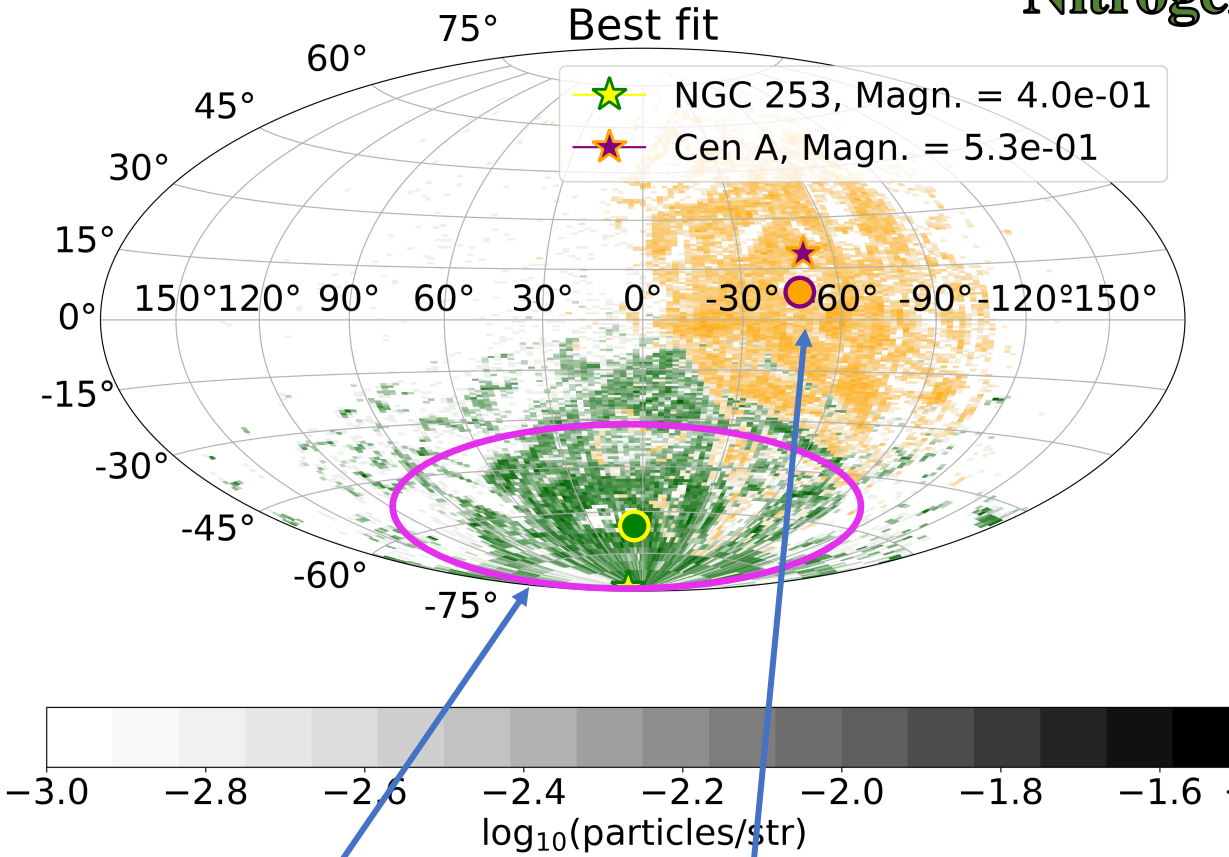 Best fit
NGC 253, Magn. = 4.0e-01
Cen A, Magn. = 5.3e-01
75°
60°
45°
30°
15°
0°
-15°
-30°
-45°
-60°
-75°
150° 120° 90° 60° 30° 0° -30° -60° -90° -120° -150°
−3.0 −2.8 −2.6 −2.4 −2.2 −2.0 −1.8 −1.6
log₁₀(particles/str)